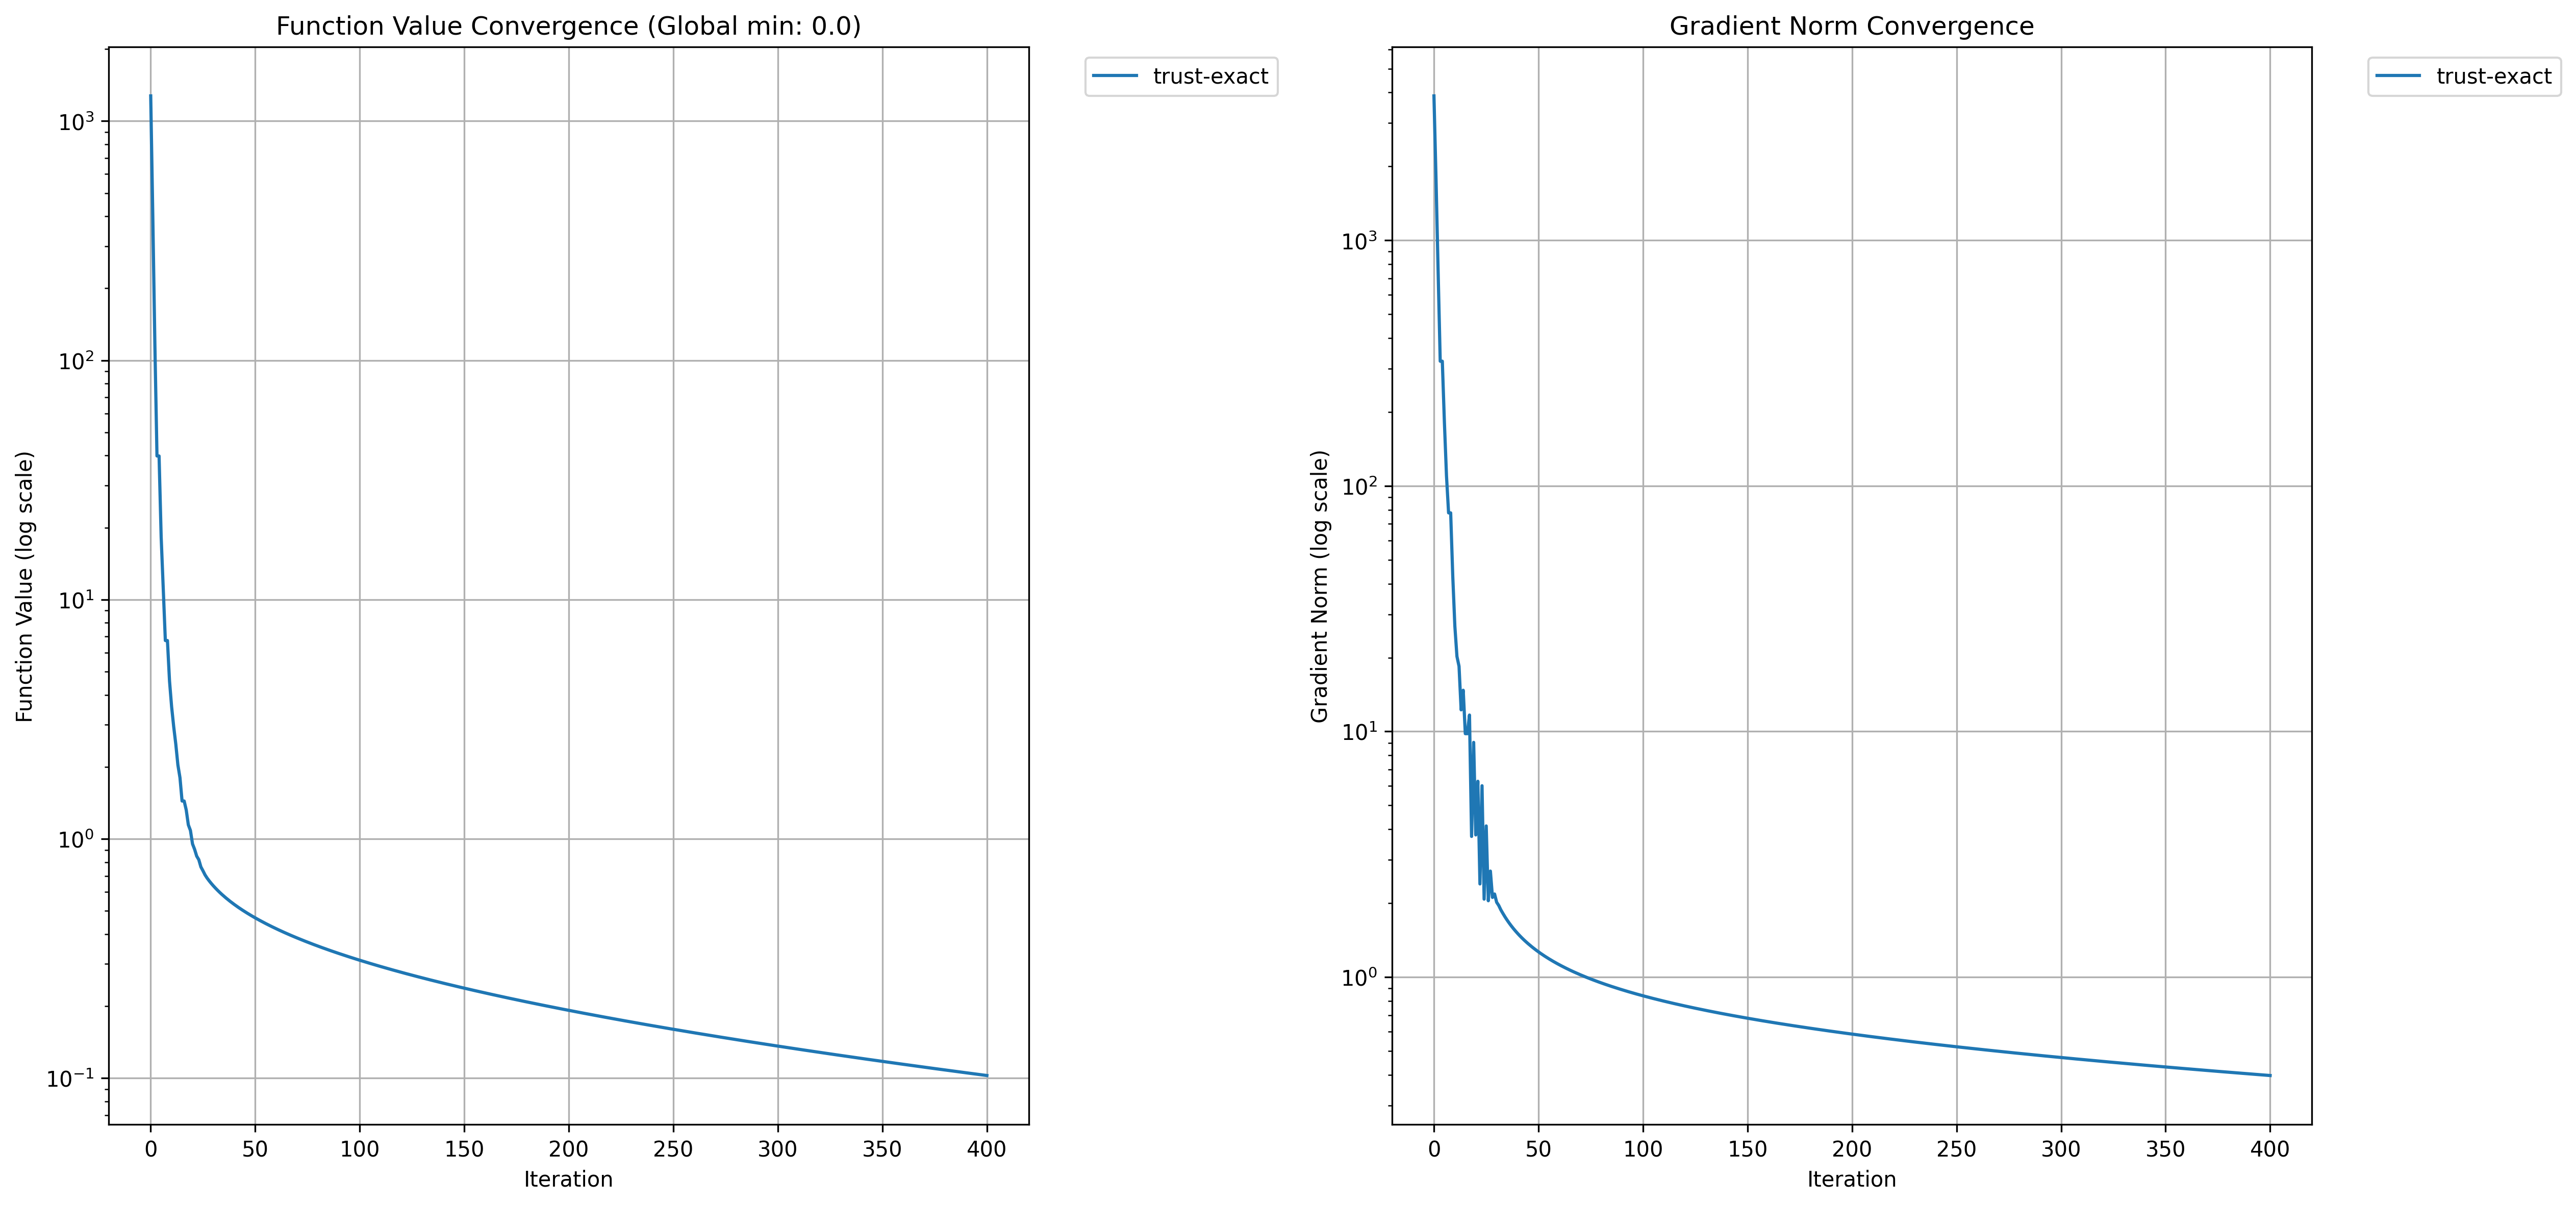 Function Value Convergence (Global min: 0.0)
trust-exact
Function Value (log scale)
10³
10²
10¹
10⁰
10⁻¹
0 50 100 150 200 250 300 350 400
Iteration
Gradient Norm Convergence
trust-exact
Gradient Norm (log scale)
10³
10²
10¹
10⁰
0 50 100 150 200 250 300 350 400
Iteration